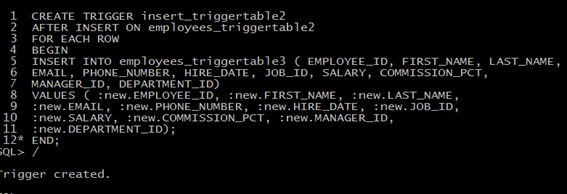 1  CREATE TRIGGER insert_triggertable2
2  AFTER INSERT ON employees_triggertable2
3  FOR EACH ROW
4  BEGIN
5  INSERT INTO employees_triggertable3 ( EMPLOYEE_ID, FIRST_NAME, LAST_NAME,
6  EMAIL, PHONE_NUMBER, HIRE_DATE, JOB_ID, SALARY, COMMISSION_PCT,
7  MANAGER_ID, DEPARTMENT_ID)
8  VALUES ( :new.EMPLOYEE_ID, :new.FIRST_NAME, :new.LAST_NAME,
9  :new.EMAIL, :new.PHONE_NUMBER, :new.HIRE_DATE, :new.JOB_ID,
10  :new.SALARY, :new.COMMISSION_PCT, :new.MANAGER_ID,
11  :new.DEPARTMENT_ID);
12* END;
SQL> /
Trigger created.